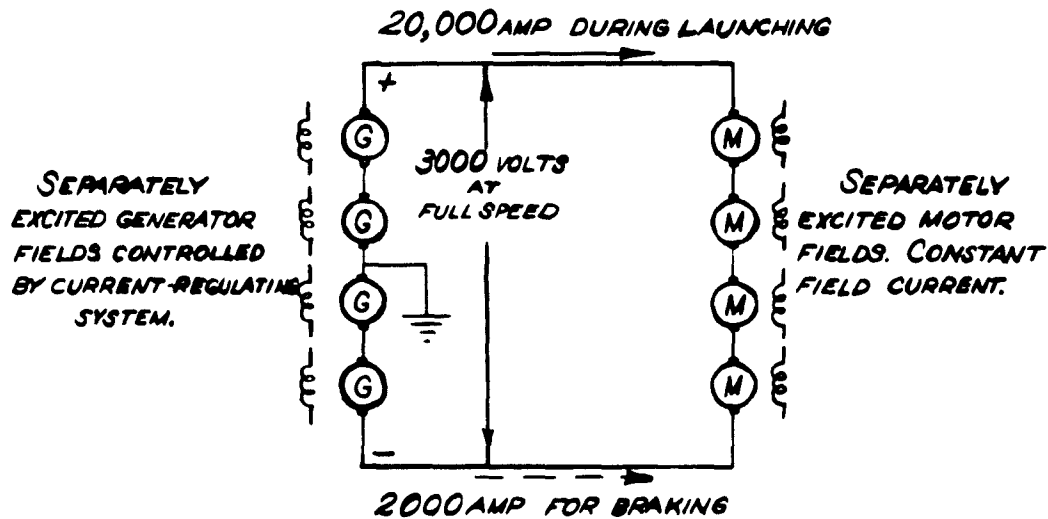 20,000 AMP DURING LAUNCHING
+
G
G
G
G
3000 VOLTS
AT
FULL SPEED
M
M
M
M
SEPARATELY
EXCITED GENERATOR
FIELDS CONTROLLED
BY CURRENT-REGULATING
SYSTEM.
SEPARATELY
EXCITED MOTOR
FIELDS. CONSTANT
FIELD CURRENT.
−
2000 AMP FOR BRAKING